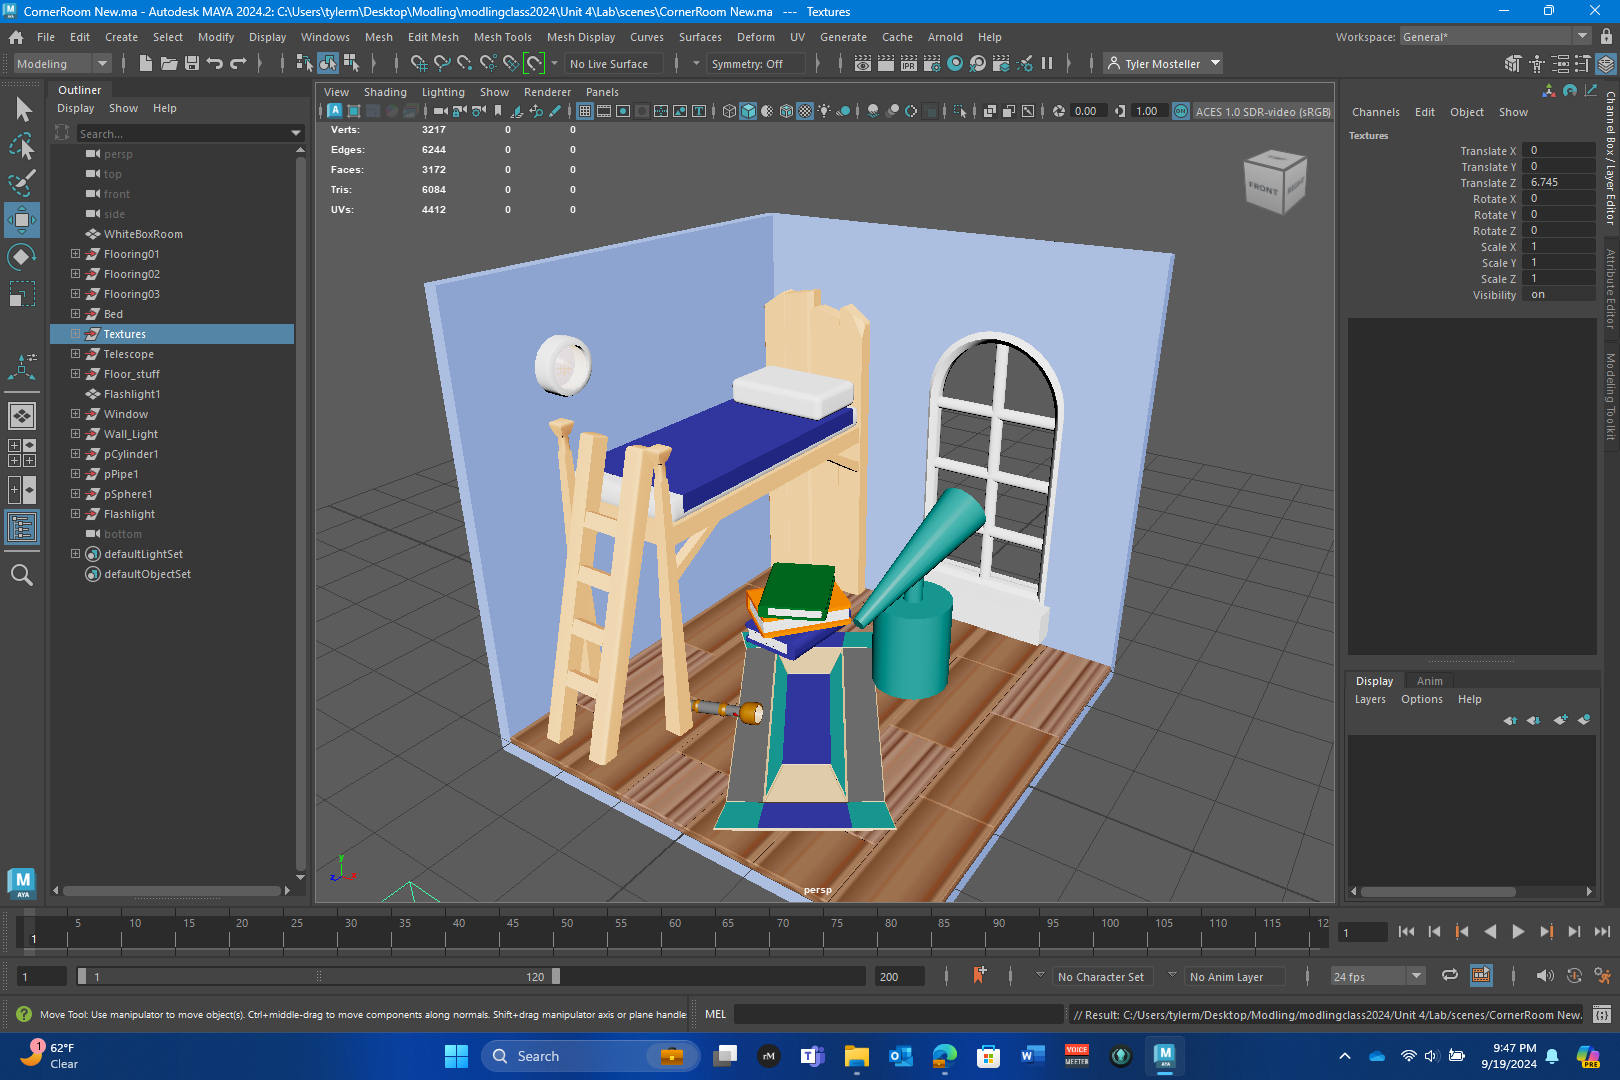 CornerRoom New.ma - Autodesk MAYA 2024.2: C:\Users\tylerm\Desktop\Modling\modlingclass2024\Unit 4\Lab\scenes\CornerRoom New.ma   ---   Textures
File Edit Create Select Modify Display Windows Mesh Edit Mesh Mesh Tools Mesh Display Curves Surfaces Deform UV Generate Cache Arnold Help Workspace: General*
Modeling No Live Surface Symmetry: Off IPR Tyler Mosteller
Outliner
Display Show Help
Search...
persp
top
front
side
WhiteBoxRoom
Flooring01
Flooring02
Flooring03
Bed
Textures
Telescope
Floor_stuff
Flashlight1
Window
Wall_Light
pCylinder1
pPipe1
pSphere1
Flashlight
bottom
defaultLightSet
defaultObjectSet
M
AYA
View Shading Lighting Show Renderer Panels
0.00 1.00 ON ACES 1.0 SDR-video (sRGB)
Verts: 3217 0 0
Edges: 6244 0 0
Faces: 3172 0 0
Tris: 6084 0 0
UVs: 4412 0 0
FRONT RIGHT
y
z x
persp
Channels Edit Object Show
Textures
Translate X 0
Translate Y 0
Translate Z 6.745
Rotate X 0
Rotate Y 0
Rotate Z 0
Scale X 1
Scale Y 1
Scale Z 1
Visibility on
Channel Box / Layer Editor
Attribute Editor
Modeling Toolkit
Display Anim
Layers Options Help
5 10 15 20 25 30 35 40 45 50 55 60 65 70 75 80 85 90 95 100 105 110 115 12
1 1
1 1 120 200 No Character Set No Anim Layer 24 fps
Move Tool: Use manipulator to move object(s). Ctrl+middle-drag to move components along normals. Shift+drag manipulator axis or plane handle MEL // Result: C:/Users/tylerm/Desktop/Modling/modlingclass2024/Unit 4/Lab/scenes/CornerRoom New.
1 62°F
Clear
Search
rM
VOICE
MEETER
M
AYA
9:47 PM
9/19/2024
PRE